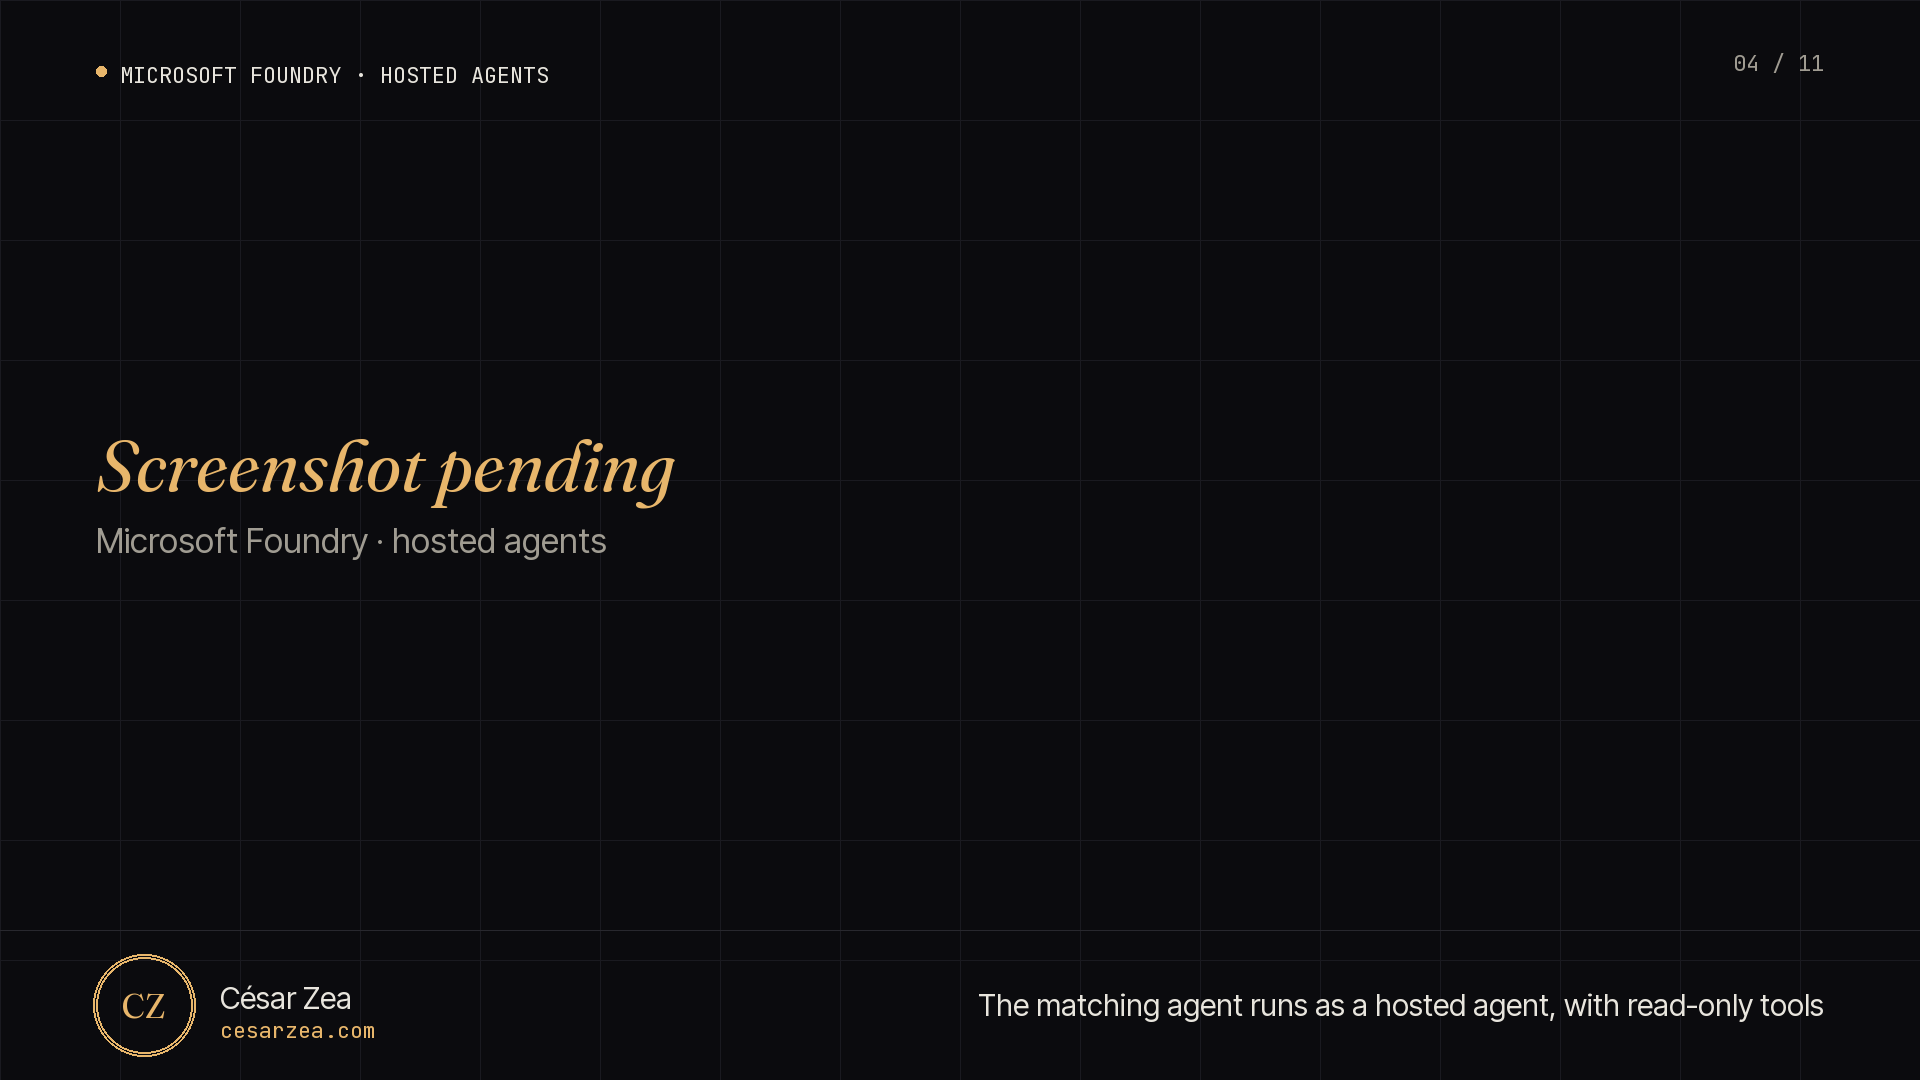 MICROSOFT FOUNDRY · HOSTED AGENTS
04 / 11
Screenshot pending
Microsoft Foundry · hosted agents
CZ
César Zea
cesarzea.com
The matching agent runs as a hosted agent, with read-only tools